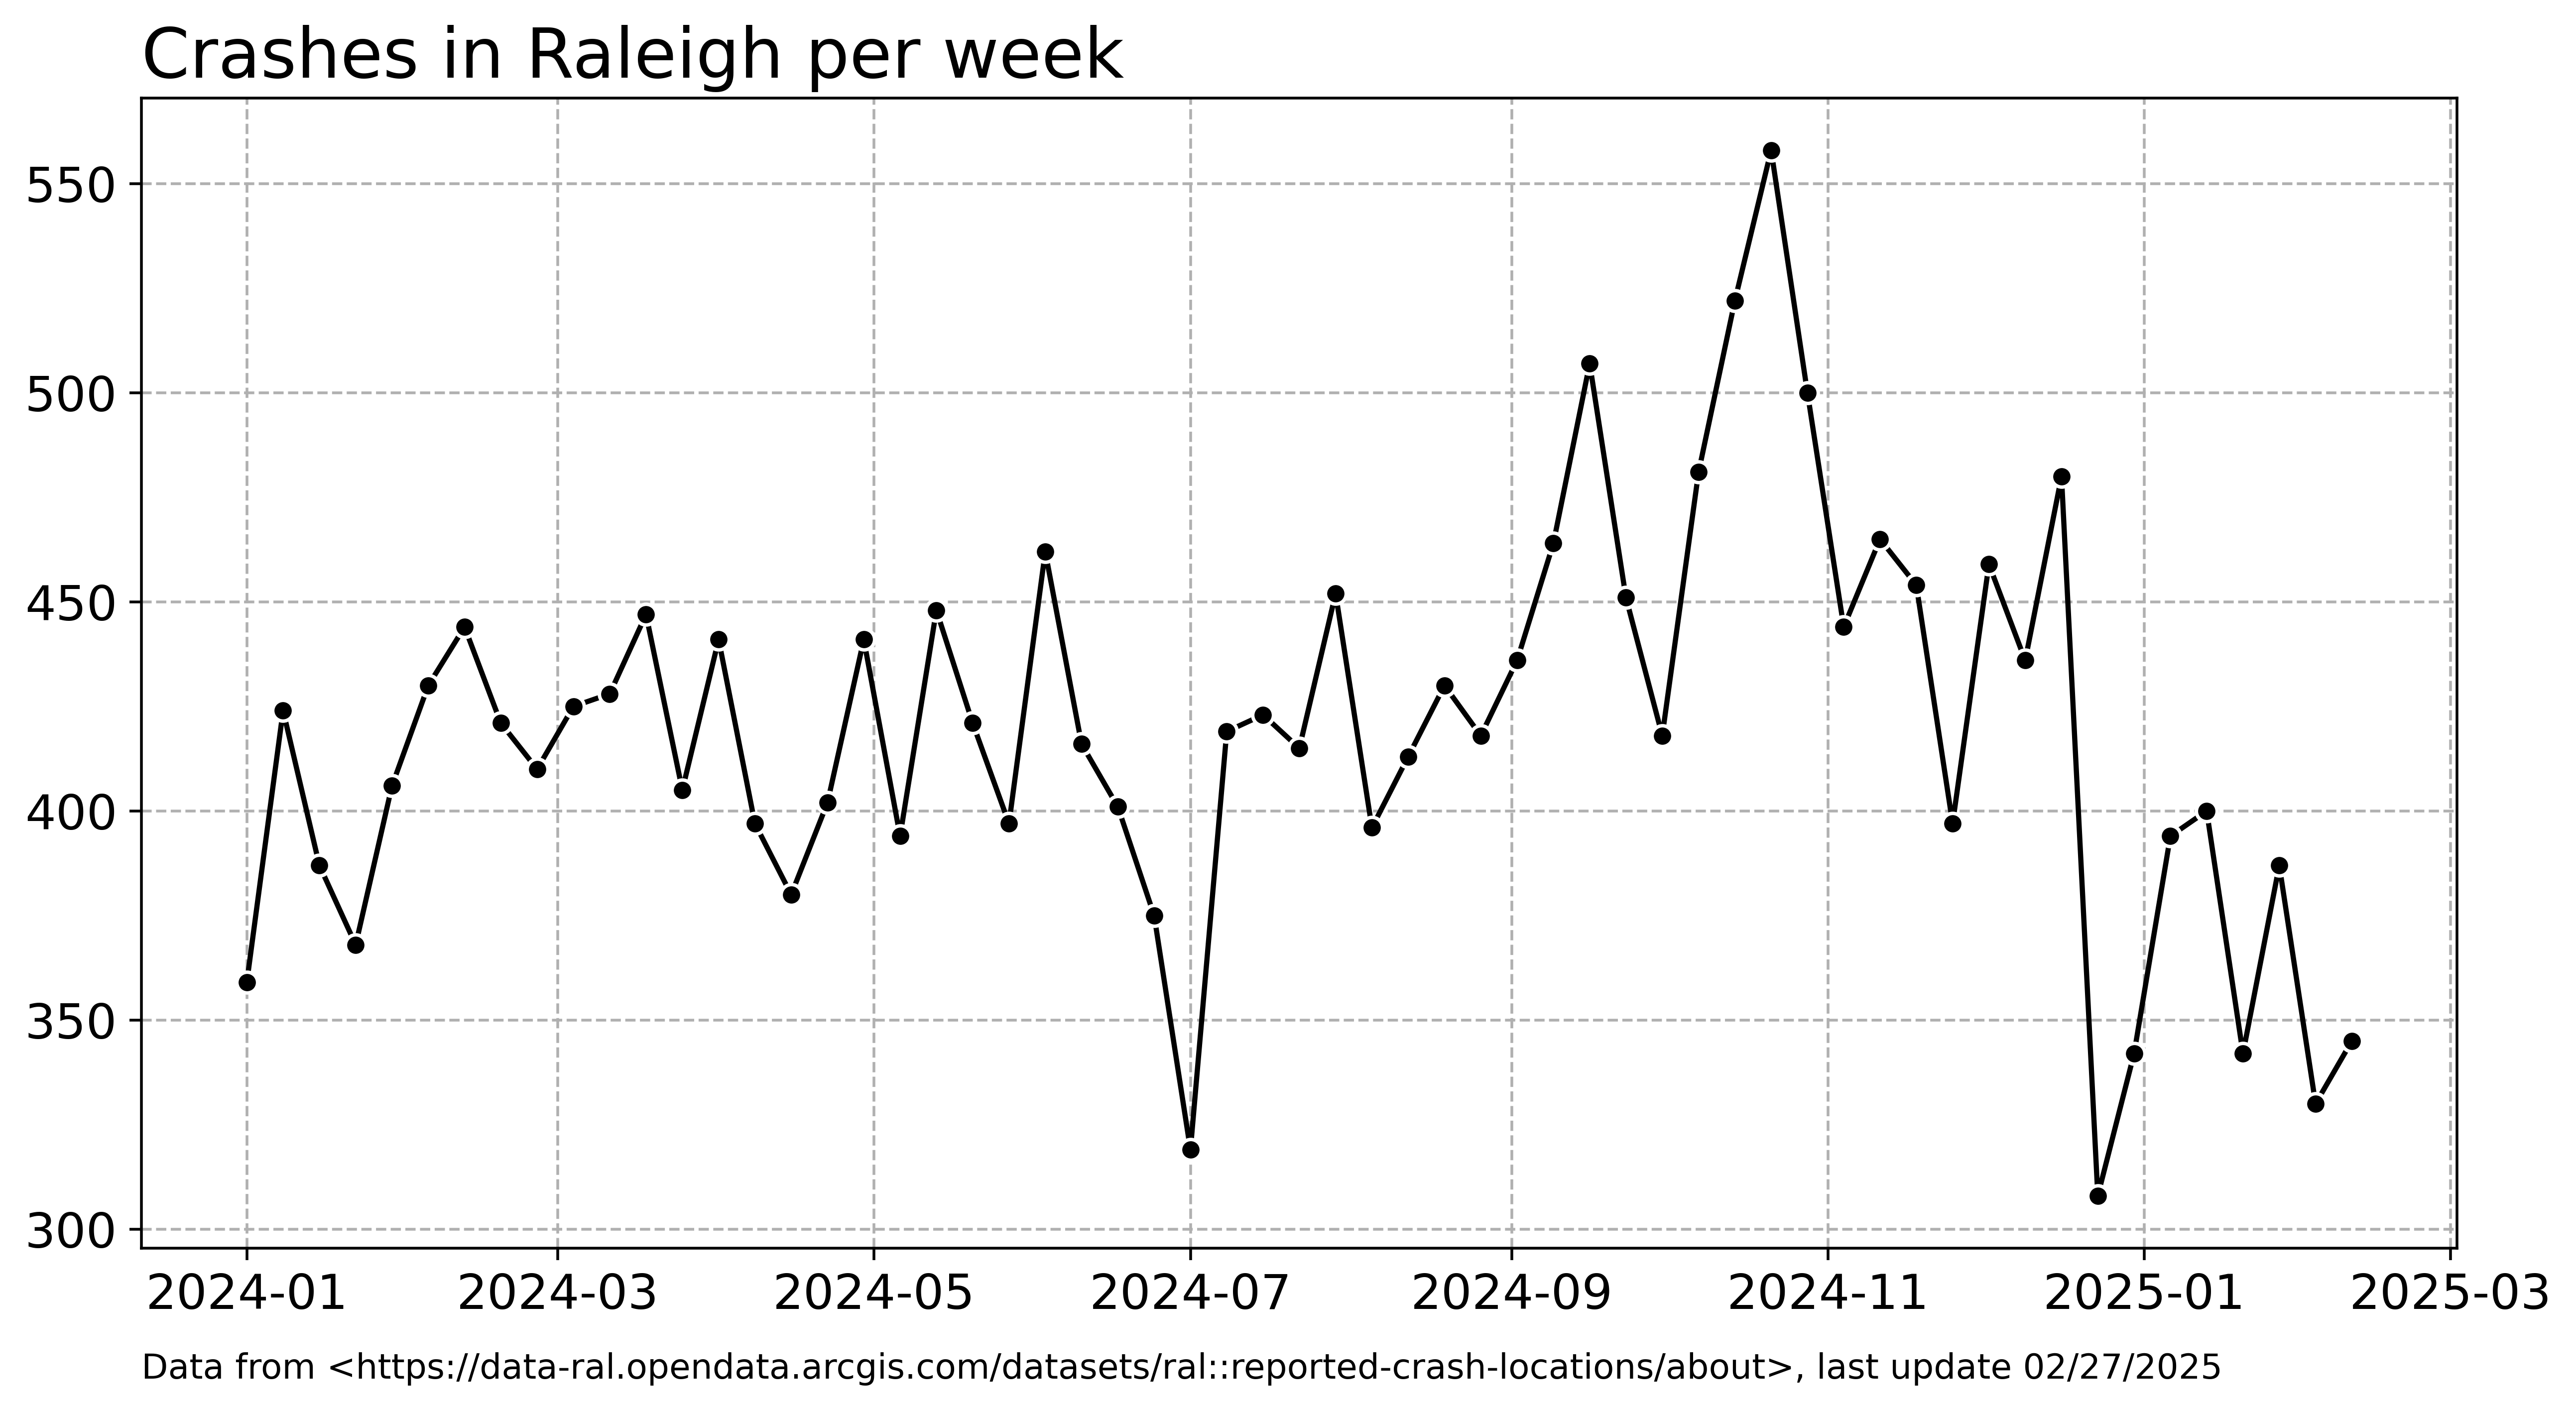 Crashes in Raleigh per week
550
500
450
400
350
300
2024-01 2024-03 2024-05 2024-07 2024-09 2024-11 2025-01 2025-03
Data from <https://data-ral.opendata.arcgis.com/datasets/ral::reported-crash-locations/about>, last update 02/27/2025